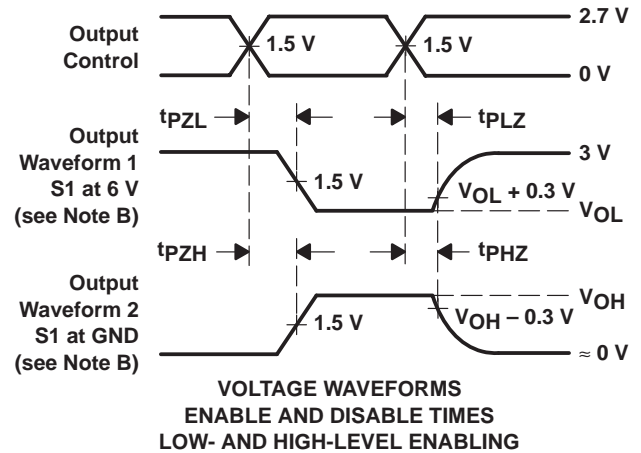 2.7 V
Output
Control
1.5 V
1.5 V
0 V
tPZL
tPLZ
Output
Waveform 1
S1 at 6 V
(see Note B)
3 V
1.5 V
VOL + 0.3 V
VOL
tPZH
tPHZ
Output
Waveform 2
S1 at GND
(see Note B)
VOH
1.5 V
VOH – 0.3 V
≈ 0 V
VOLTAGE WAVEFORMS
ENABLE AND DISABLE TIMES
LOW- AND HIGH-LEVEL ENABLING